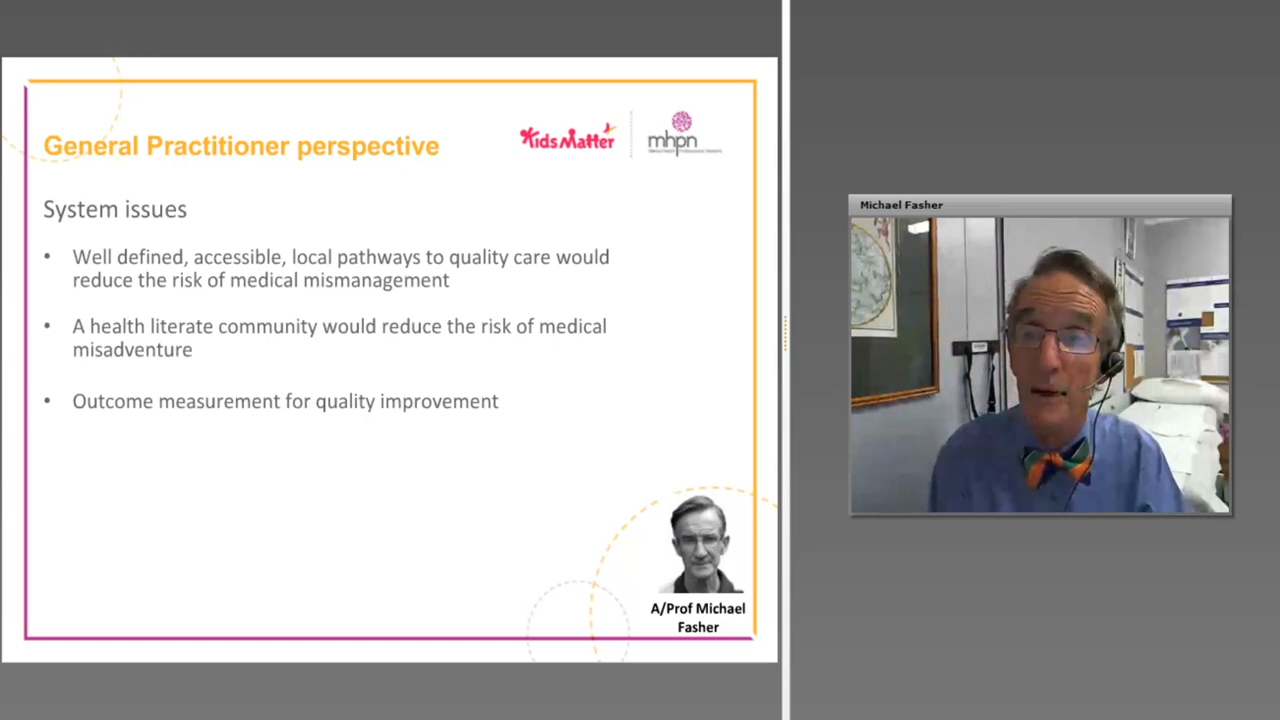 General Practitioner perspective
KidsMatter
mhpn
System issues
• Well defined, accessible, local pathways to quality care would
reduce the risk of medical mismanagement
• A health literate community would reduce the risk of medical
misadventure
• Outcome measurement for quality improvement
A/Prof Michael
Fasher
Michael Fasher